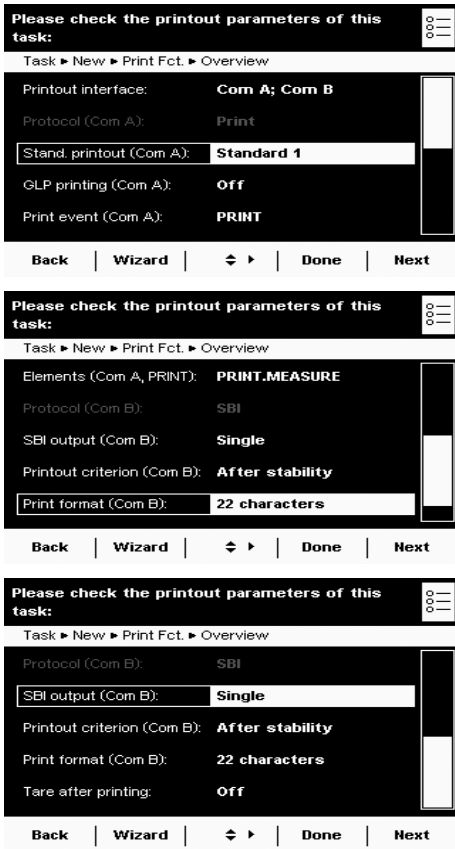 Please check the printout parameters of this
task:
Task ▸ New ▸ Print Fct. ▸ Overview
Printout interface: Com A; Com B
Protocol (Com A): Print
Stand. printout (Com A): Standard 1
GLP printing (Com A): Off
Print event (Com A): PRINT
Back | Wizard | | Done | Next
Please check the printout parameters of this
task:
Task ▸ New ▸ Print Fct. ▸ Overview
Elements (Com A, PRINT): PRINT.MEASURE
Protocol (Com B): SBI
SBI output (Com B): Single
Printout criterion (Com B): After stability
Print format (Com B): 22 characters
Back | Wizard | | Done | Next
Please check the printout parameters of this
task:
Task ▸ New ▸ Print Fct. ▸ Overview
Protocol (Com B): SBI
SBI output (Com B): Single
Printout criterion (Com B): After stability
Print format (Com B): 22 characters
Tare after printing: Off
Back | Wizard | | Done | Next